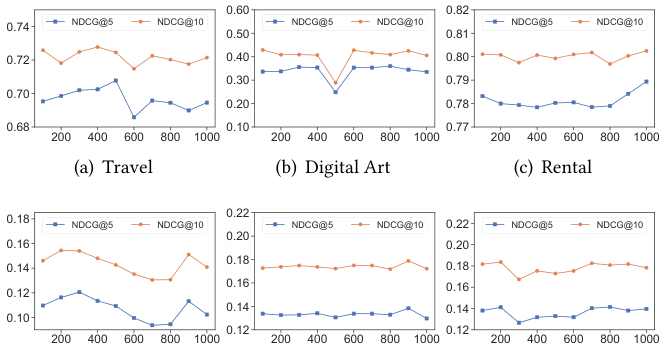 NDCG@5 NDCG@10 NDCG@5 NDCG@10 NDCG@5 NDCG@10
0.74 0.60 0.82
0.72 0.50 0.81
0.40 0.80
0.70 0.30 0.79
0.20 0.78
0.68 0.10 0.77
200 400 600 800 1000 200 400 600 800 1000 200 400 600 800 1000
(a) Travel (b) Digital Art (c) Rental
NDCG@5 NDCG@10 NDCG@5 NDCG@10 NDCG@5 NDCG@10
0.18 0.22 0.22
0.16 0.20 0.20
0.14 0.18 0.18
0.12 0.16 0.16
0.10 0.14 0.14
0.12 0.12
200 400 600 800 1000 200 400 600 800 1000 200 400 600 800 1000